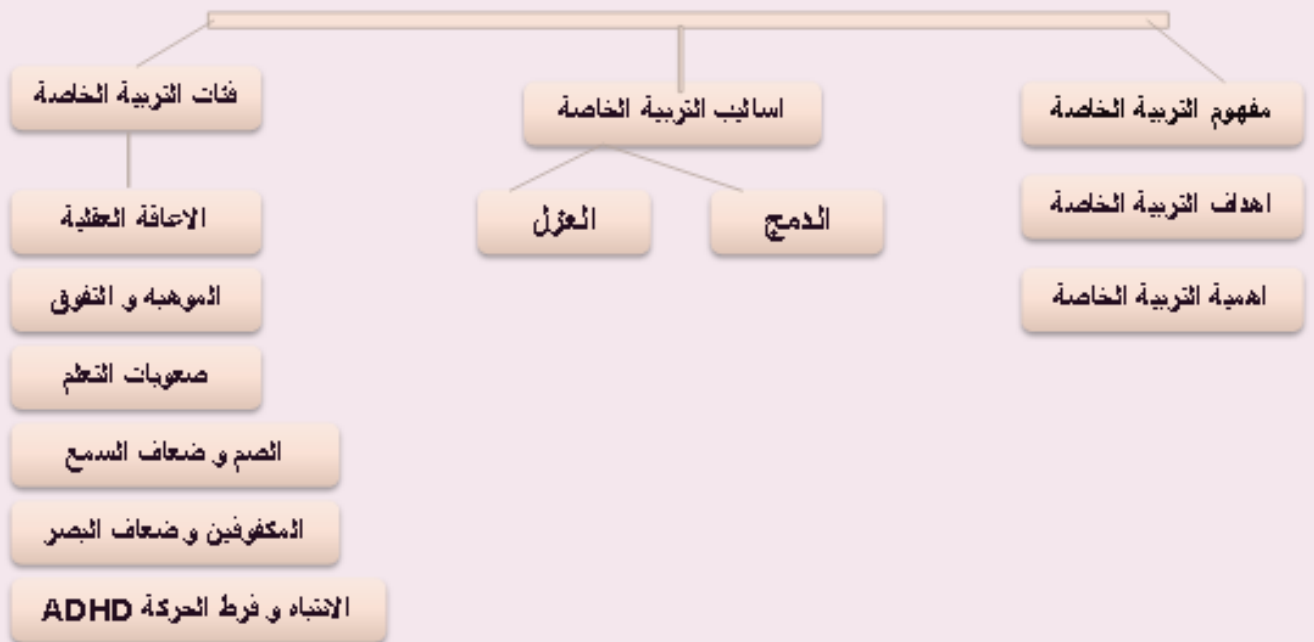 مفهوم التربية الخاصة
اهداف التربية الخاصة
اهمية التربية الخاصة
اساليب التربية الخاصة
الدمج
العزل
فئات التربية الخاصة
الاعاقة العقلية
الموهبه و التفوق
صعوبات التعلم
الصم و ضعاف السمع
المكفوفين و ضعاف البصر
الانتباه و فرط الحركة ADHD